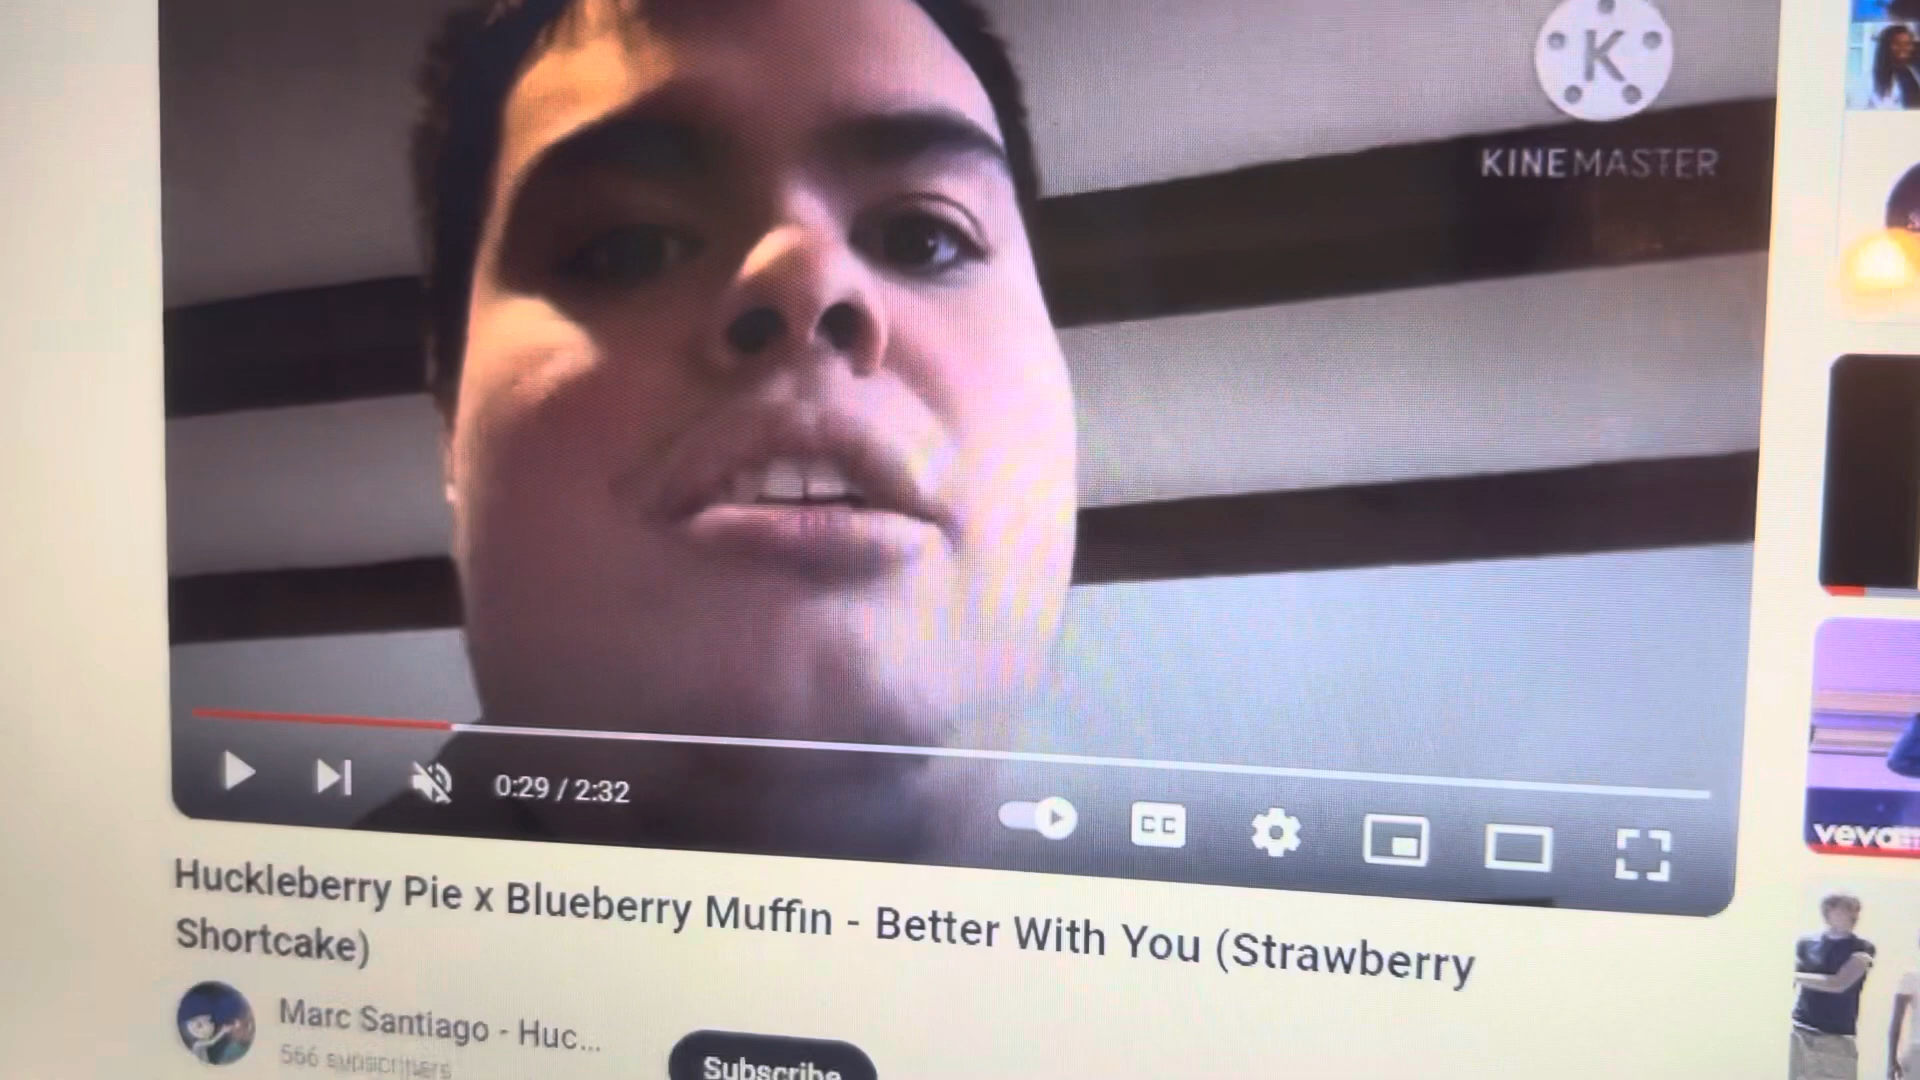 K
KINEMASTER
0:29 / 2:32
CC
vevo
Huckleberry Pie x Blueberry Muffin - Better With You (Strawberry
Shortcake)
Marc Santiago - Huc...
566 subscribers
Subscribe